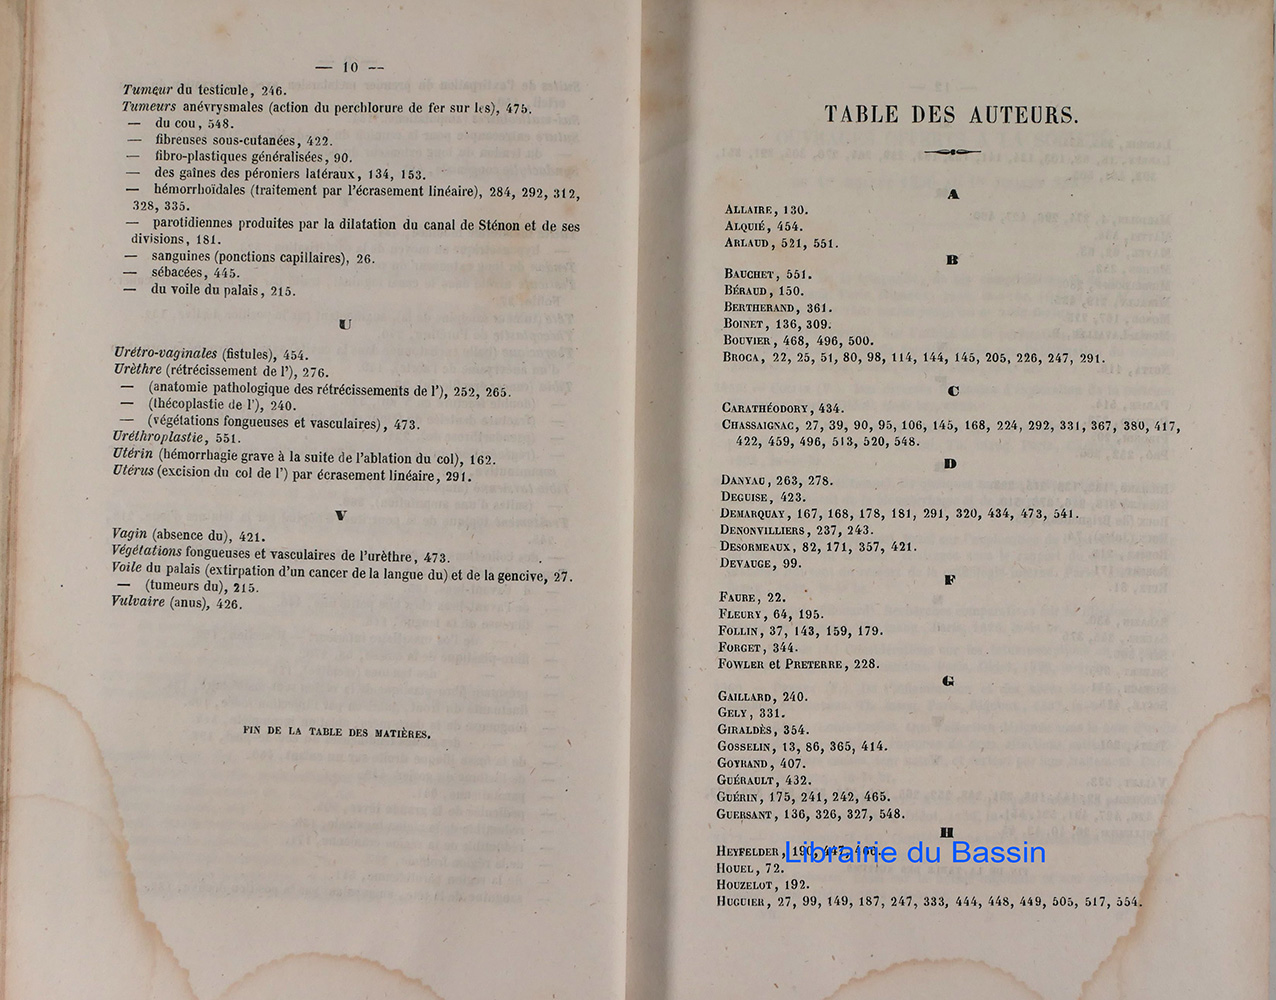 — 10 —
Tumeur du testicule, 246.
Tumeurs anévrysmales (action du perchlorure de fer sur les), 475.
— du cou, 548.
— fibreuses sous-cutanées, 422.
— fibro-plastiques généralisées, 90.
— des gaînes des péroniers latéraux, 134, 153.
— hémorrhoïdales (traitement par l'écrasement linéaire), 284, 292, 312,
328, 335.
— parotidiennes produites par la dilatation du canal de Sténon et de ses
divisions, 181.
— sanguines (ponctions capillaires), 26.
— sébacées, 445.
— du voile du palais, 215.
U
Urétro-vaginales (fistules), 454.
Urèthre (rétrécissement de l'), 276.
— (anatomie pathologique des rétrécissements de l'), 252, 265.
— (thécoplastie de l'), 240.
— (végétations fongueuses et vasculaires), 473.
Uréthroplastie, 551.
Utérin (hémorrhagie grave à la suite de l'ablation du col), 162.
Utérus (excision du col de l') par écrasement linéaire, 291.
V
Vagin (absence du), 421.
Végétations fongueuses et vasculaires de l'urèthre, 473.
Voile du palais (extirpation d'un cancer de la langue du) et de la gencive, 27.
— (tumeurs du), 215.
Vulvaire (anus), 426.
FIN DE LA TABLE DES MATIÈRES.
TABLE DES AUTEURS.
A
ALLAIRE, 130.
ALQUIÉ, 454.
ARLAUD, 521, 551.
B
BAUCHET, 551.
BÉRAUD, 150.
BERTHERAND, 361.
BOINET, 136, 309.
BOUVIER, 468, 496, 500.
BROCA, 22, 25, 51, 80, 98, 114, 144, 145, 205, 226, 247, 291.
C
CARATHÉODORY, 434.
CHASSAIGNAC, 27, 39, 90, 95, 106, 145, 168, 224, 292, 331, 367, 380, 417,
422, 459, 496, 513, 520, 548.
D
DANYAU, 263, 278.
DEGUISE, 423.
DEMARQUAY, 167, 168, 178, 181, 291, 320, 434, 473, 541.
DENONVILLIERS, 237, 243.
DESORMEAUX, 82, 171, 357, 421.
DEVAUGE, 99.
F
FAURE, 22.
FLEURY, 64, 195.
FOLLIN, 37, 143, 159, 179.
FORGET, 344.
FOWLER et PRETERRE, 228.
G
GAILLARD, 240.
GELY, 331.
GIRALDÈS, 354.
GOSSELIN, 13, 86, 365, 414.
GOYRAND, 407.
GUÉRAULT, 432.
GUÉRIN, 175, 241, 242, 465.
GUERSANT, 136, 326, 327, 548.
H
HEYFELDER, 190, 447,
Librairie du Bassin
HOUEL, 72.
HOUZELOT, 192.
HUGUIER, 27, 99, 149, 187, 247, 333, 444, 448, 449, 505, 517, 554.